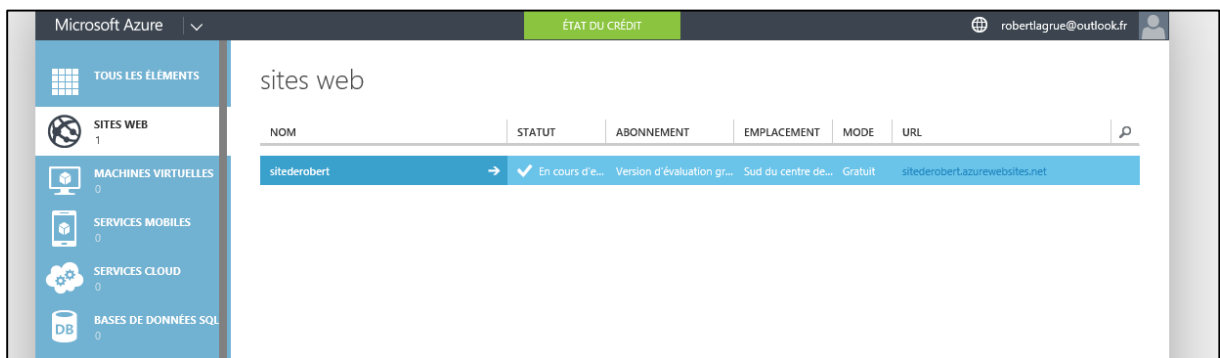 Microsoft Azure
ÉTAT DU CRÉDIT
robertlagrue@outlook.fr
TOUS LES ÉLÉMENTS
SITES WEB
1
MACHINES VIRTUELLES
0
SERVICES MOBILES
0
SERVICES CLOUD
0
DB
BASES DE DONNÉES SQL
0
sites web
NOM STATUT ABONNEMENT EMPLACEMENT MODE URL
sitederobert En cours d'e... Version d'évaluation gr... Sud du centre de... Gratuit sitederobert.azurewebsites.net